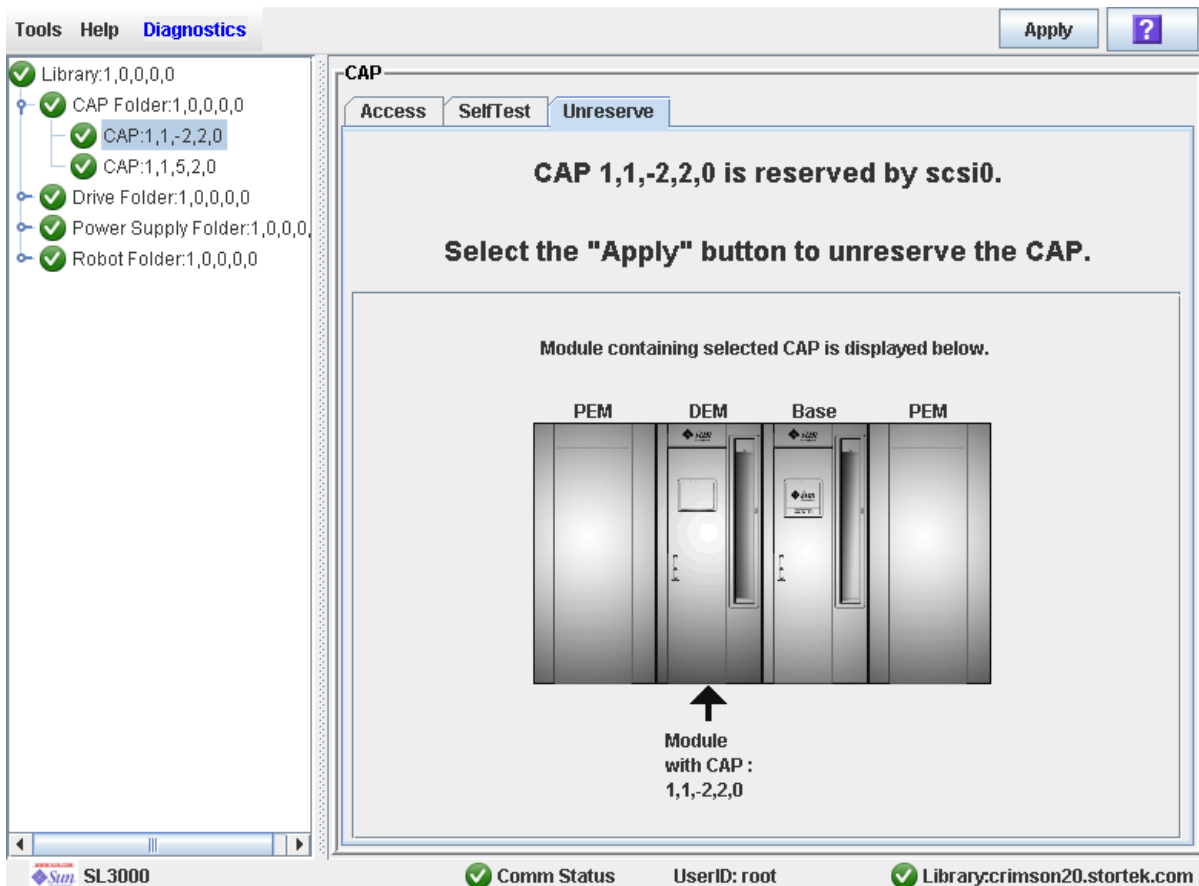 Tools Help Diagnostics
Apply ?
Library:1,0,0,0,0
CAP Folder:1,0,0,0,0
CAP:1,1,-2,2,0
CAP:1,1,5,2,0
Drive Folder:1,0,0,0,0
Power Supply Folder:1,0,0,0,
Robot Folder:1,0,0,0,0
CAP
Access SelfTest Unreserve
CAP 1,1,-2,2,0 is reserved by scsi0.
Select the "Apply" button to unreserve the CAP.
Module containing selected CAP is displayed below.
PEM DEM Base PEM
Sun
Module
with CAP :
1,1,-2,2,0
Sun SL3000 Comm Status UserID: root Library:crimson20.stortek.com